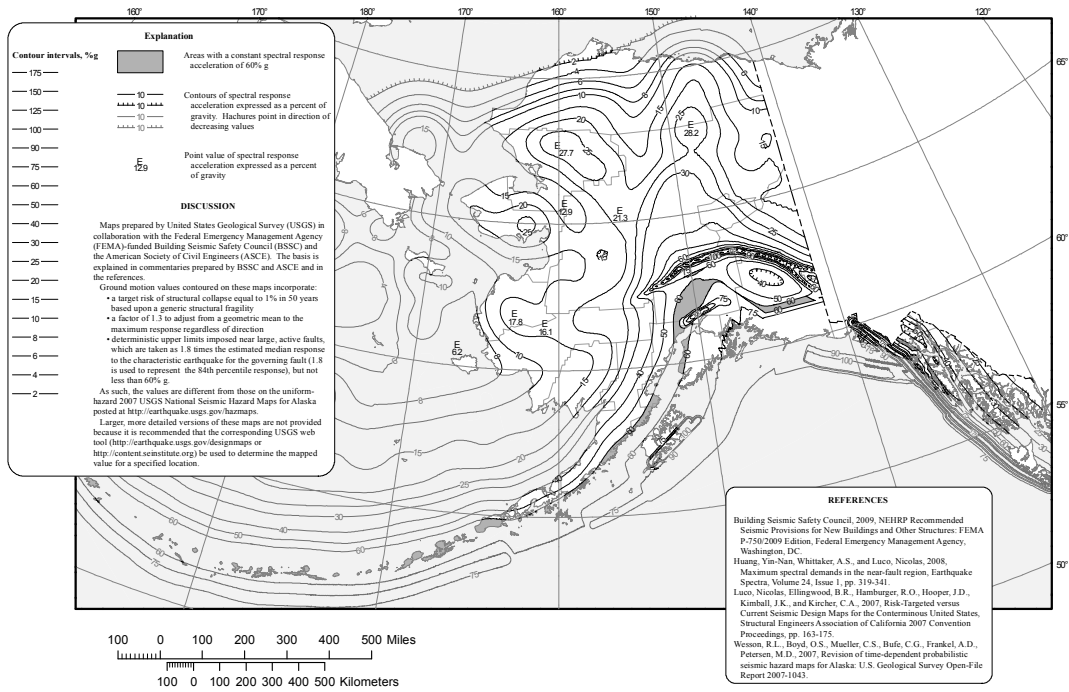 170° 180° 170° 160° 150° 140° 130° 120°
65°
60°
55°
50°
Explanation
Contour intervals, %g
175
150
125
100
90
75
60
50
40
30
25
20
15
10
8
6
4
2
Areas with a constant spectral response
acceleration of 60% g
10
10
10
10
Contours of spectral response
acceleration expressed as a percent of
gravity. Hachures point in direction of
decreasing values
E
12.9
Point value of spectral response
acceleration expressed as a percent
of gravity
DISCUSSION
Maps prepared by United States Geological Survey (USGS) in
collaboration with the Federal Emergency Management Agency
(FEMA)-funded Building Seismic Safety Council (BSSC) and
the American Society of Civil Engineers (ASCE). The basis is
explained in commentaries prepared by BSSC and ASCE and in
the references.
Ground motion values contoured on these maps incorporate:
• a target risk of structural collapse equal to 1% in 50 years
based upon a generic structural fragility
• a factor of 1.3 to adjust from a geometric mean to the
maximum response regardless of direction
• deterministic upper limits imposed near large, active faults,
which are taken as 1.8 times the estimated median response
to the characteristic earthquake for the governing fault (1.8
is used to represent the 84th percentile response), but not
less than 60% g.
As such, the values are different from those on the uniform-
hazard 2007 USGS National Seismic Hazard Maps for Alaska
posted at http://earthquake.usgs.gov/hazmaps.
Larger, more detailed versions of these maps are not provided
because it is recommended that the corresponding USGS web
tool (http://earthquake.usgs.gov/designmaps or
http://content.seinstitute.org) be used to determine the mapped
value for a specified location.
E
28.2
E
27.7
E
12.9
E
21.3
E
17.8
E
16.1
E
6.2
REFERENCES
Building Seismic Safety Council, 2009, NEHRP Recommended
Seismic Provisions for New Buildings and Other Structures: FEMA
P-750/2009 Edition, Federal Emergency Management Agency,
Washington, DC.
Huang, Yin-Nan, Whittaker, A.S., and Luco, Nicolas, 2008,
Maximum spectral demands in the near-fault region, Earthquake
Spectra, Volume 24, Issue 1, pp. 319-341.
Luco, Nicolas, Ellingwood, B.R., Hamburger, R.O., Hooper, J.D.,
Kimball, J.K., and Kircher, C.A., 2007, Risk-Targeted versus
Current Seismic Design Maps for the Conterminous United States,
Structural Engineers Association of California 2007 Convention
Proceedings, pp. 163-175.
Wesson, R.L., Boyd, O.S., Mueller, C.S., Bufe, C.G., Frankel, A.D.,
Petersen, M.D., 2007, Revision of time-dependent probabilistic
seismic hazard maps for Alaska: U.S. Geological Survey Open-File
Report 2007-1043.
100 0 100 200 300 400 500 Miles
100 0 100 200 300 400 500 Kilometers